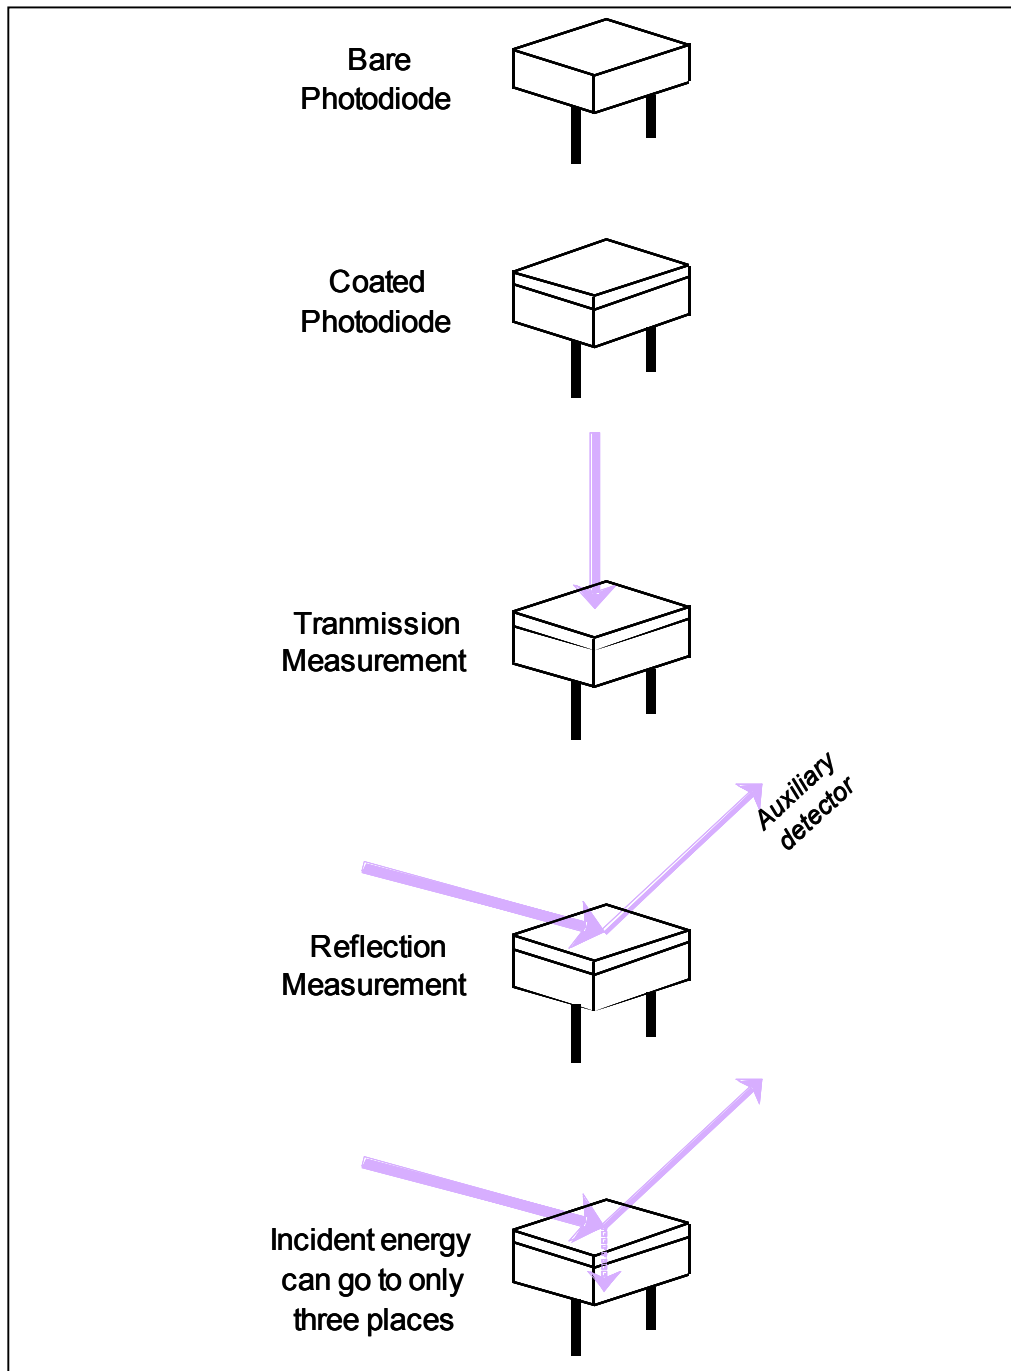 Bare
Photodiode
Coated
Photodiode
Tranmission
Measurement
Auxiliary
detector
Reflection
Measurement
Incident energy
can go to only
three places